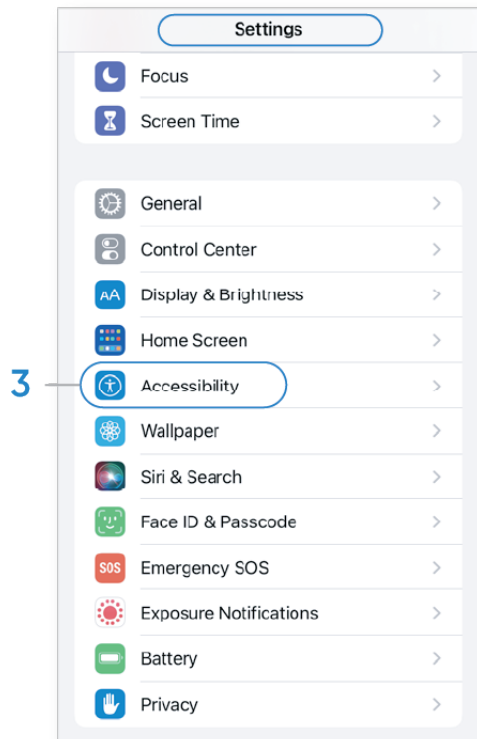 Settings
Focus
Screen Time
General
Control Center
AA Display & Brightness
Home Screen
3 Accessibility
Wallpaper
Siri & Search
Face ID & Passcode
SOS Emergency SOS
Exposure Notifications
Battery
Privacy